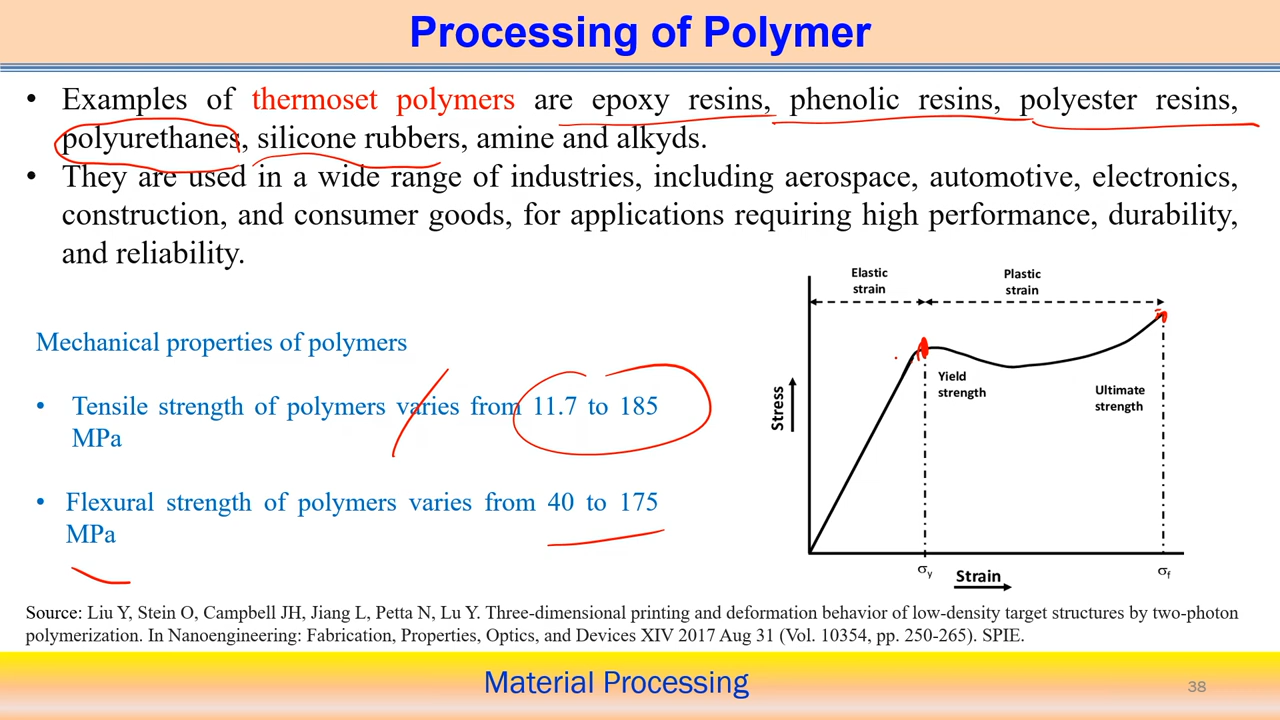 Processing of Polymer
• Examples of thermoset polymers are epoxy resins, phenolic resins, polyester resins,
polyurethanes, silicone rubbers, amine and alkyds.
• They are used in a wide range of industries, including aerospace, automotive, electronics,
construction, and consumer goods, for applications requiring high performance, durability,
and reliability.
Mechanical properties of polymers
• Tensile strength of polymers varies from 11.7 to 185
MPa
• Flexural strength of polymers varies from 40 to 175
MPa
Elastic
strain
Plastic
strain
Yield
strength
Ultimate
strength
Stress
σy
Strain
σf
Source: Liu Y, Stein O, Campbell JH, Jiang L, Petta N, Lu Y. Three-dimensional printing and deformation behavior of low-density target structures by two-photon
polymerization. In Nanoengineering: Fabrication, Properties, Optics, and Devices XIV 2017 Aug 31 (Vol. 10354, pp. 250-265). SPIE.
Material Processing
38